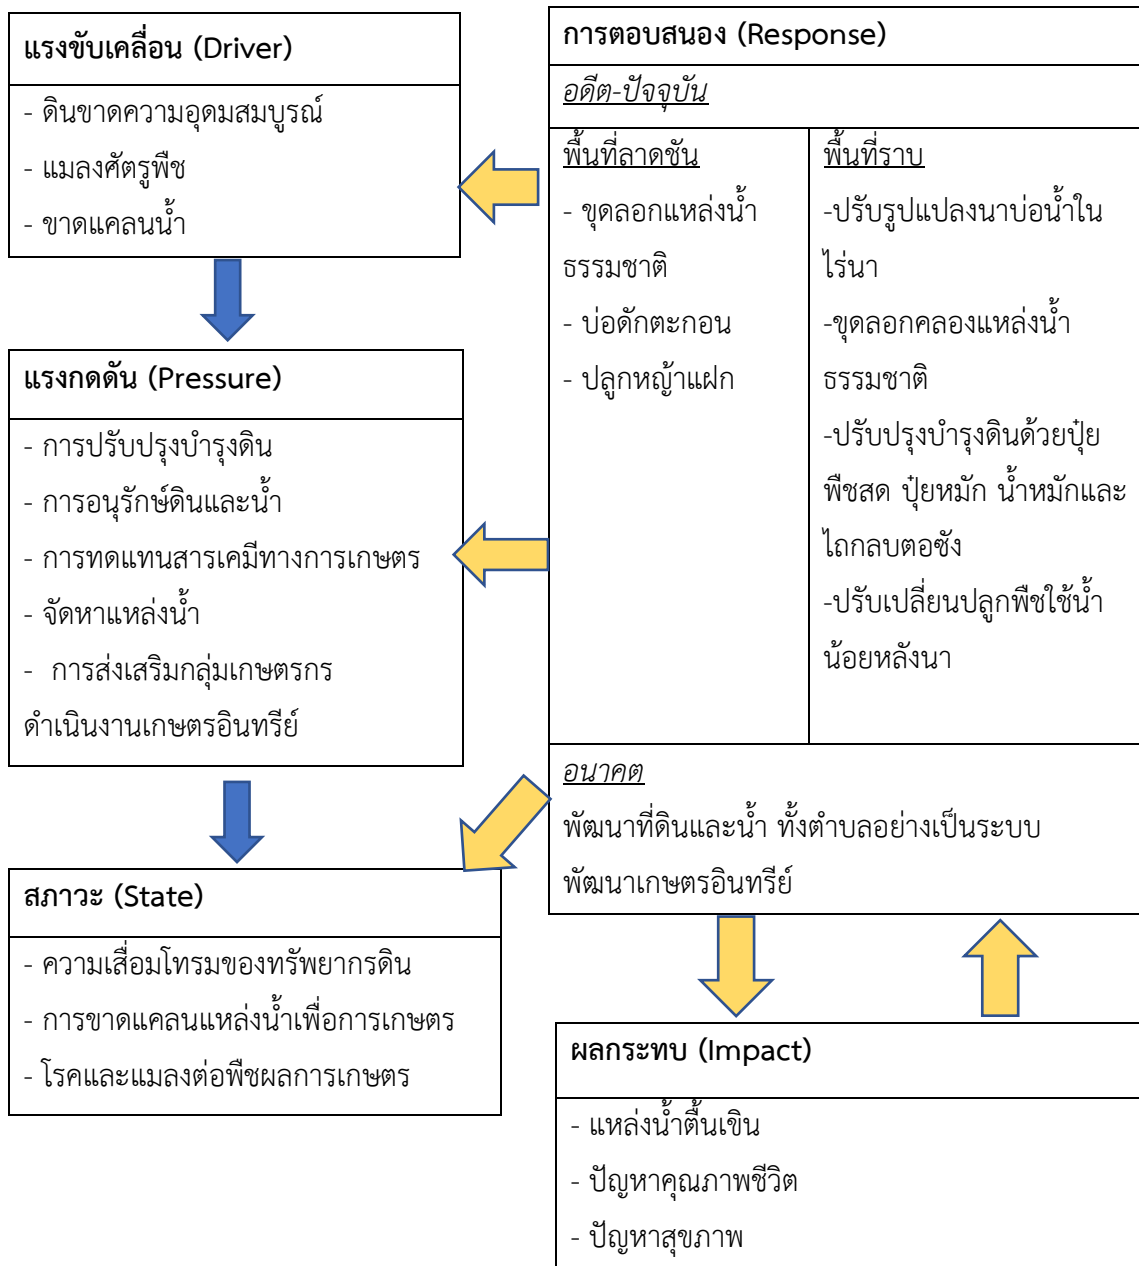 แรงขับเคลื่อน (Driver)
- ดินขาดความอุดมสมบูรณ์
- แมลงศัตรูพืช
- ขาดแคลนน้ำ
แรงกดดัน (Pressure)
- การปรับปรุงบำรุงดิน
- การอนุรักษ์ดินและน้ำ
- การทดแทนสารเคมีทางการเกษตร
- จัดหาแหล่งน้ำ
- การส่งเสริมกลุ่มเกษตรกร
ดำเนินงานเกษตรอินทรีย์
สภาวะ (State)
- ความเสื่อมโทรมของทรัพยากรดิน
- การขาดแคลนแหล่งน้ำเพื่อการเกษตร
- โรคและแมลงต่อพืชผลการเกษตร
การตอบสนอง (Response)
อดีต-ปัจจุบัน
พื้นที่ลาดชัน
- ขุดลอกแหล่งน้ำ
ธรรมชาติ
- บ่อดักตะกอน
- ปลูกหญ้าแฝก
พื้นที่ราบ
-ปรับรูปแปลงนาบ่อน้ำใน
ไร่นา
-ขุดลอกคลองแหล่งน้ำ
ธรรมชาติ
-ปรับปรุงบำรุงดินด้วยปุ๋ย
พืชสด ปุ๋ยหมัก น้ำหมักและ
ไถกลบตอซัง
-ปรับเปลี่ยนปลูกพืชใช้น้ำ
น้อยหลังนา
อนาคต
พัฒนาที่ดินและน้ำ ทั้งตำบลอย่างเป็นระบบ
พัฒนาเกษตรอินทรีย์
ผลกระทบ (Impact)
- แหล่งน้ำตื้นเขิน
- ปัญหาคุณภาพชีวิต
- ปัญหาสุขภาพ